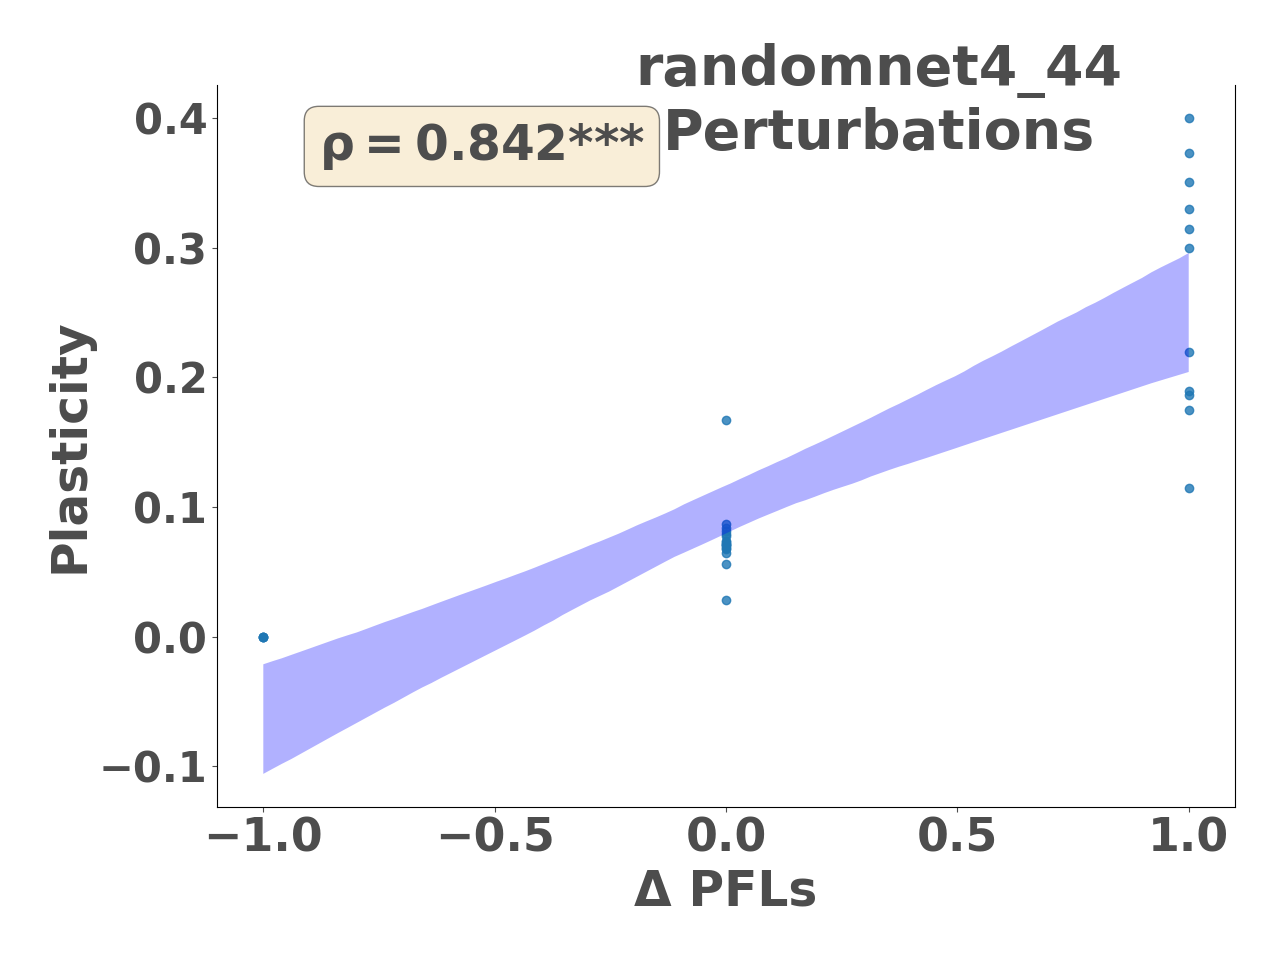 randomnet4_44
Perturbations
ρ = 0.842***
0.4
0.3
0.2
0.1
0.0
−0.1
Plasticity
−1.0
−0.5
0.0
0.5
1.0
Δ PFLs